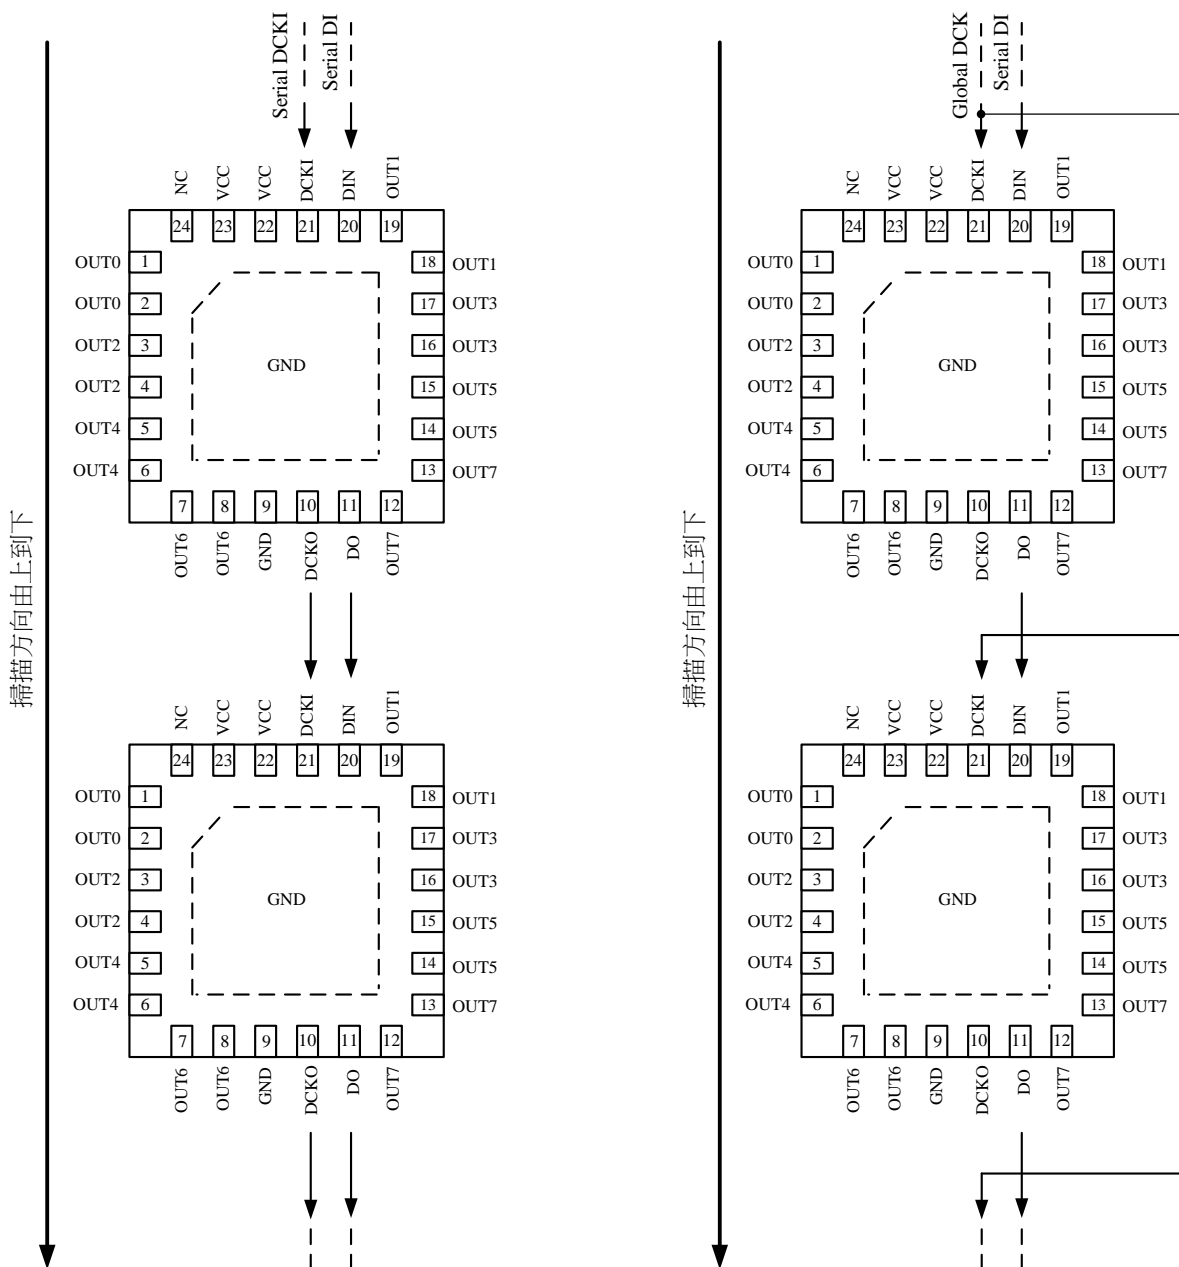 Serial DCKI
Serial DI
NC
VCC
VCC
DCKI
DIN
OUT1
24
23
22
21
20
19
OUT0 1
18 OUT1
OUT0 2
17 OUT3
OUT2 3
16 OUT3
GND
OUT2 4
15 OUT5
OUT4 5
14 OUT5
OUT4 6
13 OUT7
7
8
9
10
11
12
OUT6
OUT6
GND
DCKO
DO
OUT7
掃描方向由上到下
NC
VCC
VCC
DCKI
DIN
OUT1
24
23
22
21
20
19
OUT0 1
18 OUT1
OUT0 2
17 OUT3
OUT2 3
16 OUT3
GND
OUT2 4
15 OUT5
OUT4 5
14 OUT5
OUT4 6
13 OUT7
7
8
9
10
11
12
OUT6
OUT6
GND
DCKO
DO
OUT7
Global DCK
Serial DI
NC
VCC
VCC
DCKI
DIN
OUT1
24
23
22
21
20
19
OUT0 1
18 OUT1
OUT0 2
17 OUT3
OUT2 3
16 OUT3
GND
OUT2 4
15 OUT5
OUT4 5
14 OUT5
OUT4 6
13 OUT7
7
8
9
10
11
12
OUT6
OUT6
GND
DCKO
DO
OUT7
掃描方向由上到下
NC
VCC
VCC
DCKI
DIN
OUT1
24
23
22
21
20
19
OUT0 1
18 OUT1
OUT0 2
17 OUT3
OUT2 3
16 OUT3
GND
OUT2 4
15 OUT5
OUT4 5
14 OUT5
OUT4 6
13 OUT7
7
8
9
10
11
12
OUT6
OUT6
GND
DCKO
DO
OUT7